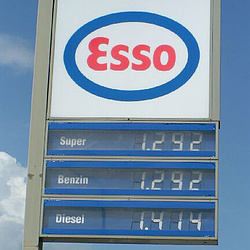 Esso
Super 1.292
Benzin 1.292
Diesel 1.414